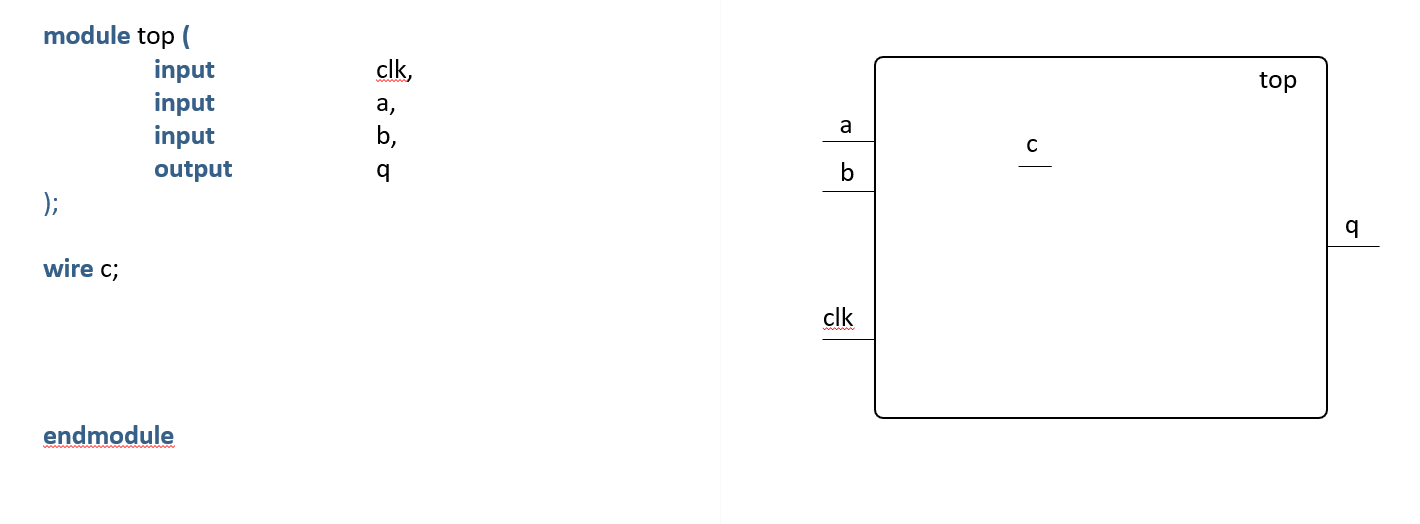 module top (
input clk,
input a,
input b,
output q
);
wire c;
endmodule
top
a
c
b
q
clk